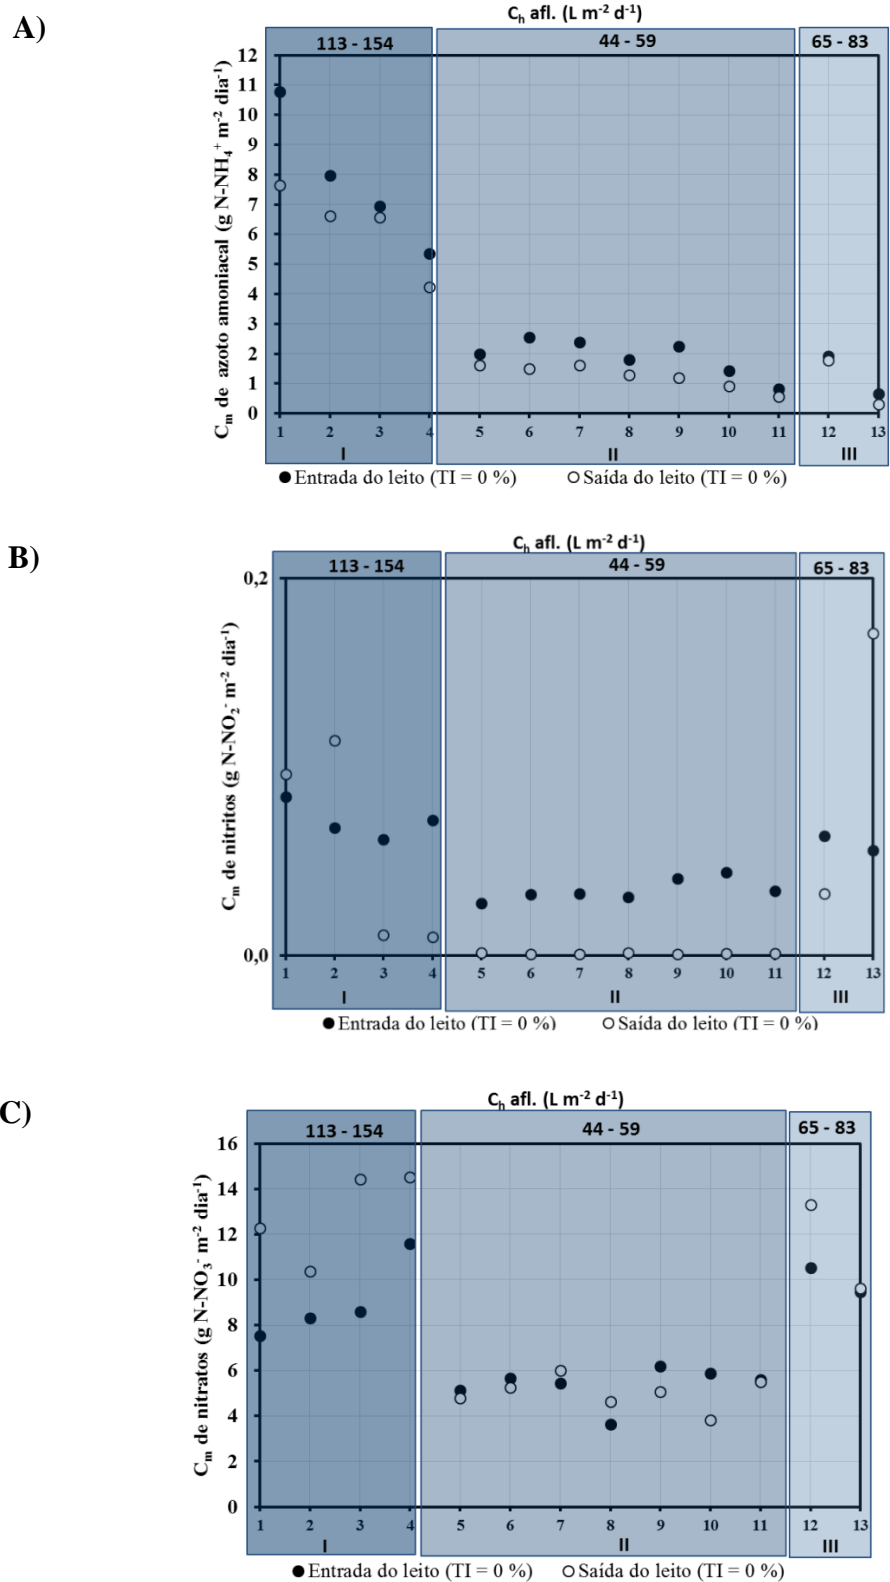 A)
Ch afl. (L m-2 d-1)
113 - 154 44 - 59 65 - 83
Cm de azoto amoniacal (g N-NH4+ m-2 dia-1)
12
11
10
9
8
7
6
5
4
3
2
1
0
1 2 3 4 5 6 7 8 9 10 11 12 13
I II III
Entrada do leito (TI = 0 %) Saída do leito (TI = 0 %)
B)
Ch afl. (L m-2 d-1)
113 - 154 44 - 59 65 - 83
Cm de nitritos (g N-NO2- m-2 dia-1)
0,2
0,0
1 2 3 4 5 6 7 8 9 10 11 12 13
I II III
Entrada do leito (TI = 0 %) Saída do leito (TI = 0 %)
C)
Ch afl. (L m-2 d-1)
113 - 154 44 - 59 65 - 83
Cm de nitratos (g N-NO3- m-2 dia-1)
16
14
12
10
8
6
4
2
0
1 2 3 4 5 6 7 8 9 10 11 12 13
I II III
Entrada do leito (TI = 0 %) Saída do leito (TI = 0 %)